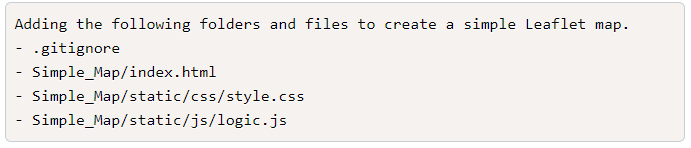 Adding the following folders and files to create a simple Leaflet map.
- .gitignore
- Simple_Map/index.html
- Simple_Map/static/css/style.css
- Simple_Map/static/js/logic.js